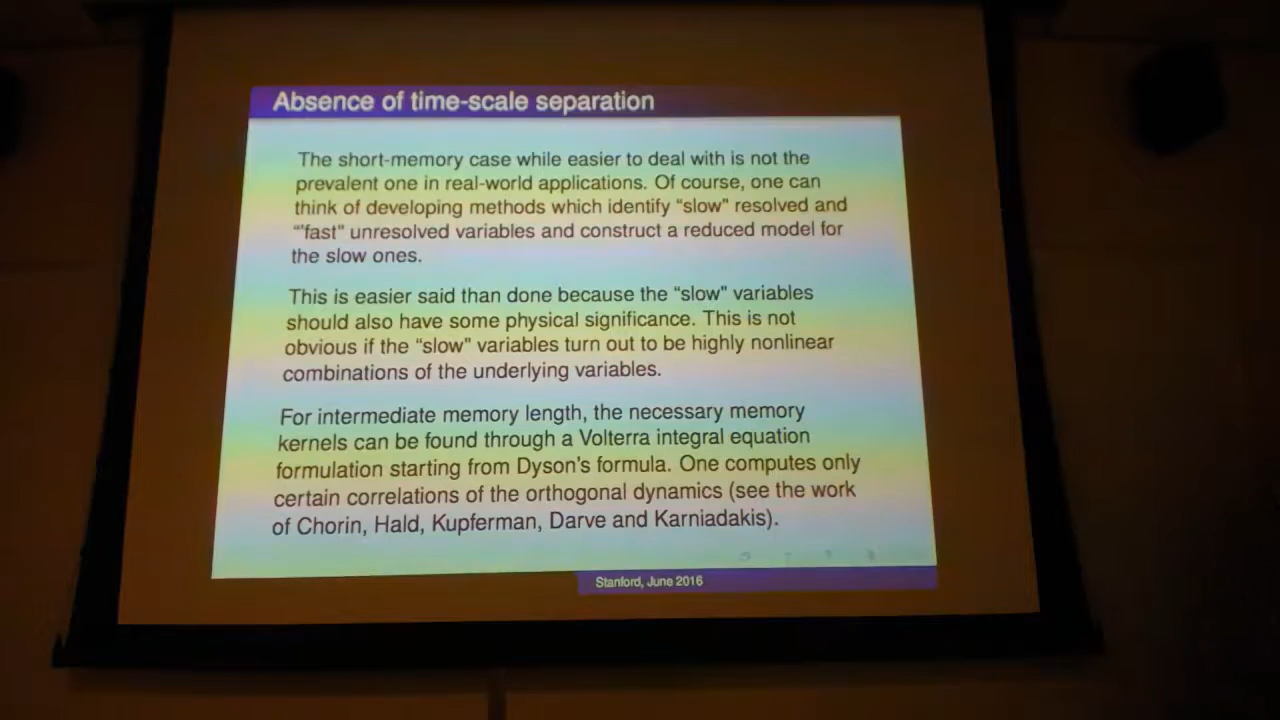 Absence of time-scale separation
The short-memory case while easier to deal with is not the
prevalent one in real-world applications. Of course, one can
think of developing methods which identify “slow” resolved and
“’fast" unresolved variables and construct a reduced model for
the slow ones.
This is easier said than done because the “slow” variables
should also have some physical significance. This is not
obvious if the “slow” variables turn out to be highly nonlinear
combinations of the underlying variables.
For intermediate memory length, the necessary memory
kernels can be found through a Volterra integral equation
formulation starting from Dyson’s formula. One computes only
certain correlations of the orthogonal dynamics (see the work
of Chorin, Hald, Kupferman, Darve and Karniadakis).
Stanford, June 2016